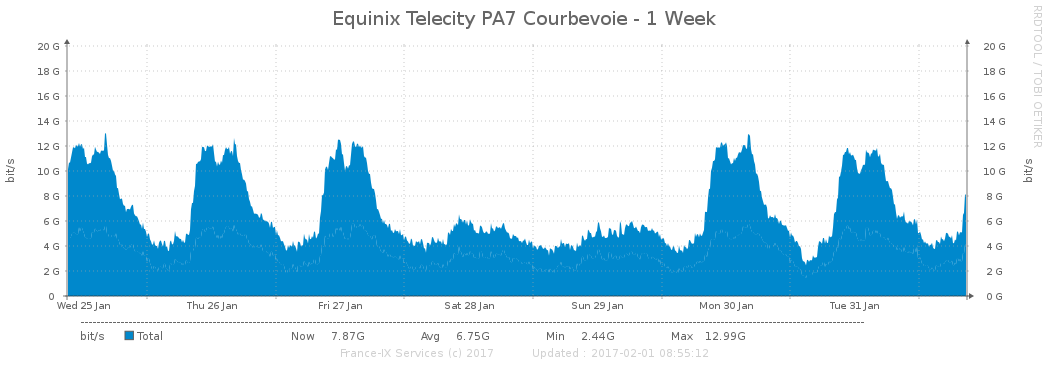 Equinix Telecity PA7 Courbevoie - 1 Week
RRDTOOL / TOBI OETIKER
bit/s
20 G 20 G
18 G 18 G
16 G 16 G
14 G 14 G
12 G 12 G
10 G 10 G
8 G 8 G
6 G 6 G
4 G 4 G
2 G 2 G
0 0 G
bit/s
Wed 25 Jan Thu 26 Jan Fri 27 Jan Sat 28 Jan Sun 29 Jan Mon 30 Jan Tue 31 Jan
bit/s Total Now 7.87G Avg 6.75G Min 2.44G Max 12.99G
France-IX Services (c) 2017 Updated : 2017-02-01 08:55:12